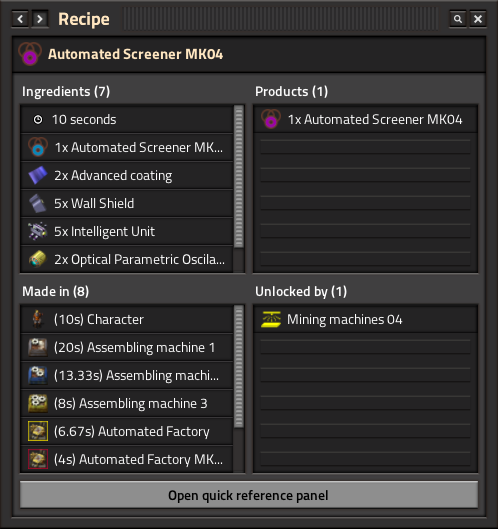 Recipe
Automated Screener MK04
Ingredients (7)
10 seconds
1x Automated Screener MK...
2x Advanced coating
5x Wall Shield
5x Intelligent Unit
2x Optical Parametric Oscila...
Products (1)
1x Automated Screener MK04
Made in (8)
(10s) Character
(20s) Assembling machine 1
(13.33s) Assembling machi...
(8s) Assembling machine 3
(6.67s) Automated Factory
(4s) Automated Factory MK...
Unlocked by (1)
Mining machines 04
Open quick reference panel